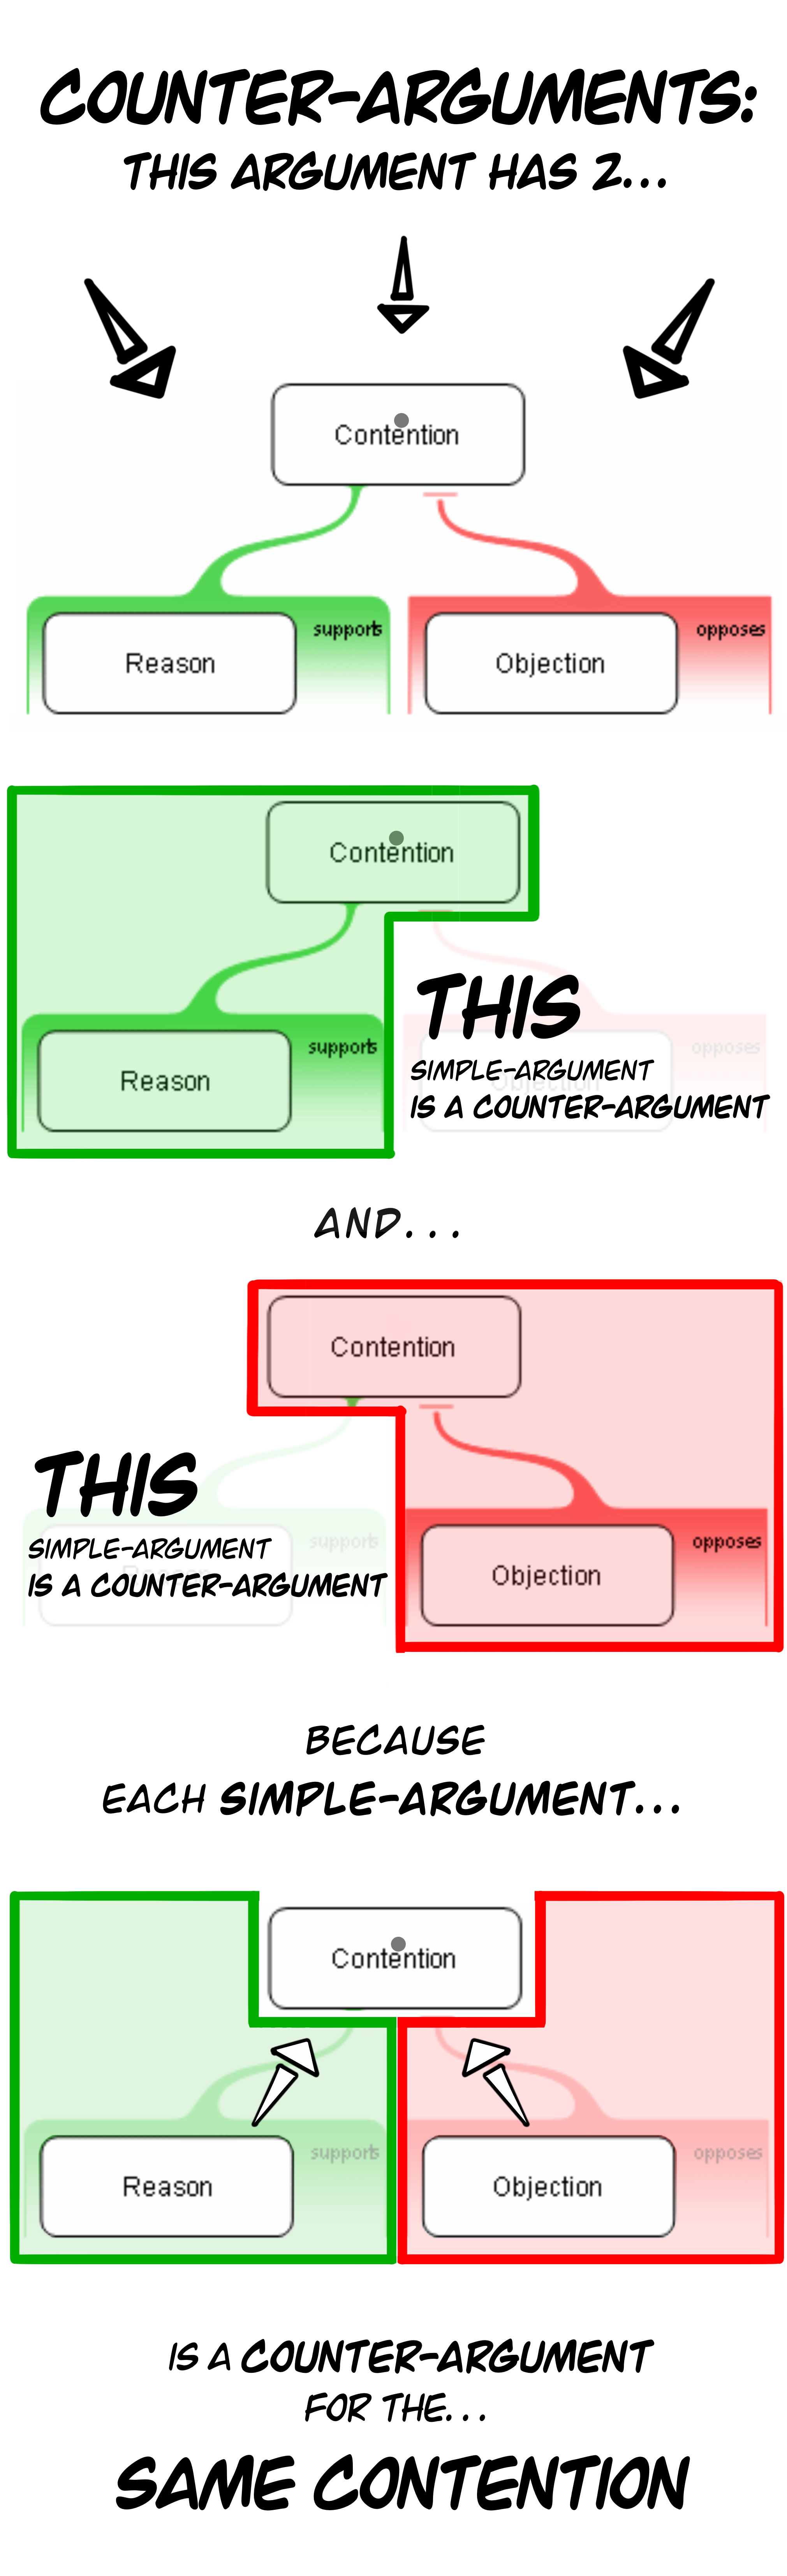 COUNTER-ARGUMENTS:
THIS ARGUMENT HAS 2...
Contention
supports
opposes
Reason
Objection
Contention
THIS
supports
opposes
SIMPLE-ARGUMENT
Reason
Objection
IS A COUNTER-ARGUMENT
AND...
Contention
THIS
supports
opposes
SIMPLE-ARGUMENT
Reason
Objection
IS A COUNTER-ARGUMENT
BECAUSE
EACH SIMPLE-ARGUMENT...
Contention
supports
opposes
Reason
Objection
IS A COUNTER-ARGUMENT
FOR THE...
SAME CONTENTION